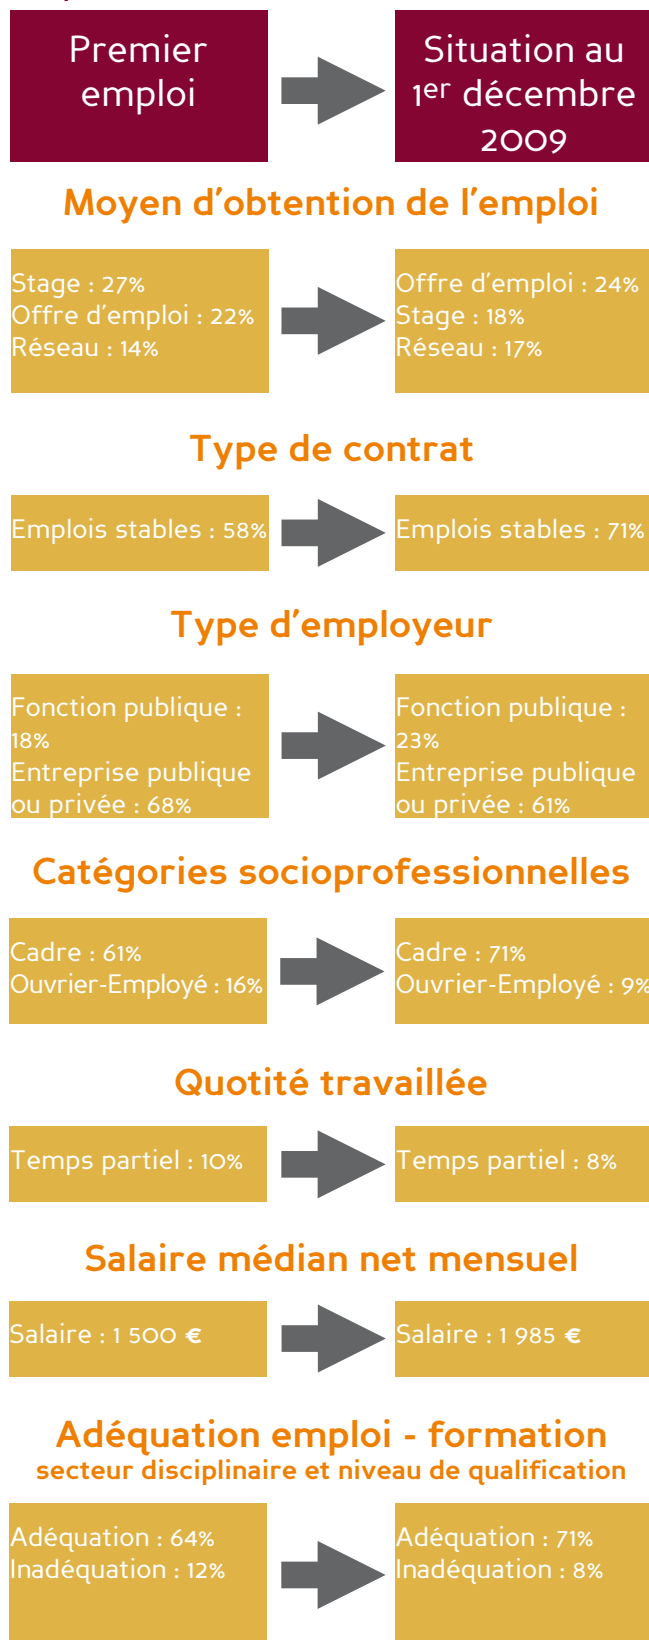 Premier
emploi
Situation au
1er décembre
2009
Moyen d'obtention de l'emploi
Stage : 27%
Offre d'emploi : 22%
Réseau : 14%
Offre d'emploi : 24%
Stage : 18%
Réseau : 17%
Type de contrat
Emplois stables : 58%
Emplois stables : 71%
Type d'employeur
Fonction publique :
18%
Entreprise publique
ou privée : 68%
Fonction publique :
23%
Entreprise publique
ou privée : 61%
Catégories socioprofessionnelles
Cadre : 61%
Ouvrier-Employé : 16%
Cadre : 71%
Ouvrier-Employé : 9%
Quotité travaillée
Temps partiel : 10%
Temps partiel : 8%
Salaire médian net mensuel
Salaire : 1 500 €
Salaire : 1 985 €
Adéquation emploi - formation
secteur disciplinaire et niveau de qualification
Adéquation : 64%
Inadéquation : 12%
Adéquation : 71%
Inadéquation : 8%